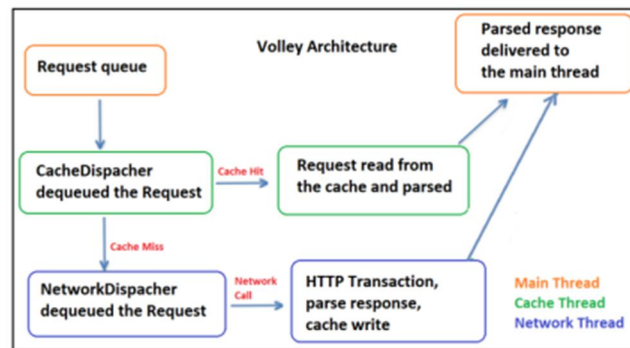 Volley Architecture
Request queue
Parsed response
delivered to
the main thread
CacheDispacher
dequeued the Request
Cache Hit
Request read from
the cache and parsed
Cache Miss
NetworkDispacher
dequeued the Request
Network
Call
HTTP Transaction,
parse response,
cache write
Main Thread
Cache Thread
Network Thread